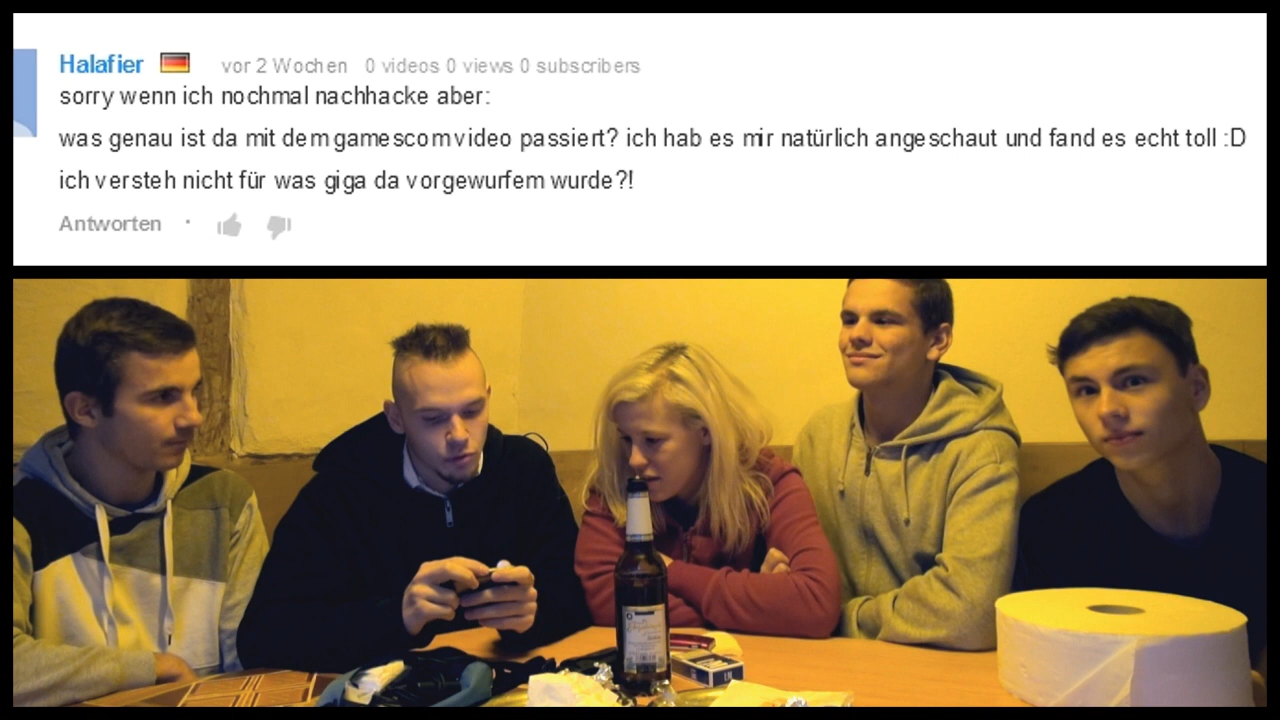 Halafier vor 2 Wochen 0 videos 0 views 0 subscribers
sorry wenn ich nochmal nachhacke aber:
was genau ist da mit dem gamescom video passiert? ich hab es mir natürlich angeschaut und fand es echt toll :D
ich versteh nicht für was giga da vorgewurfem wurde?!
Antworten ·